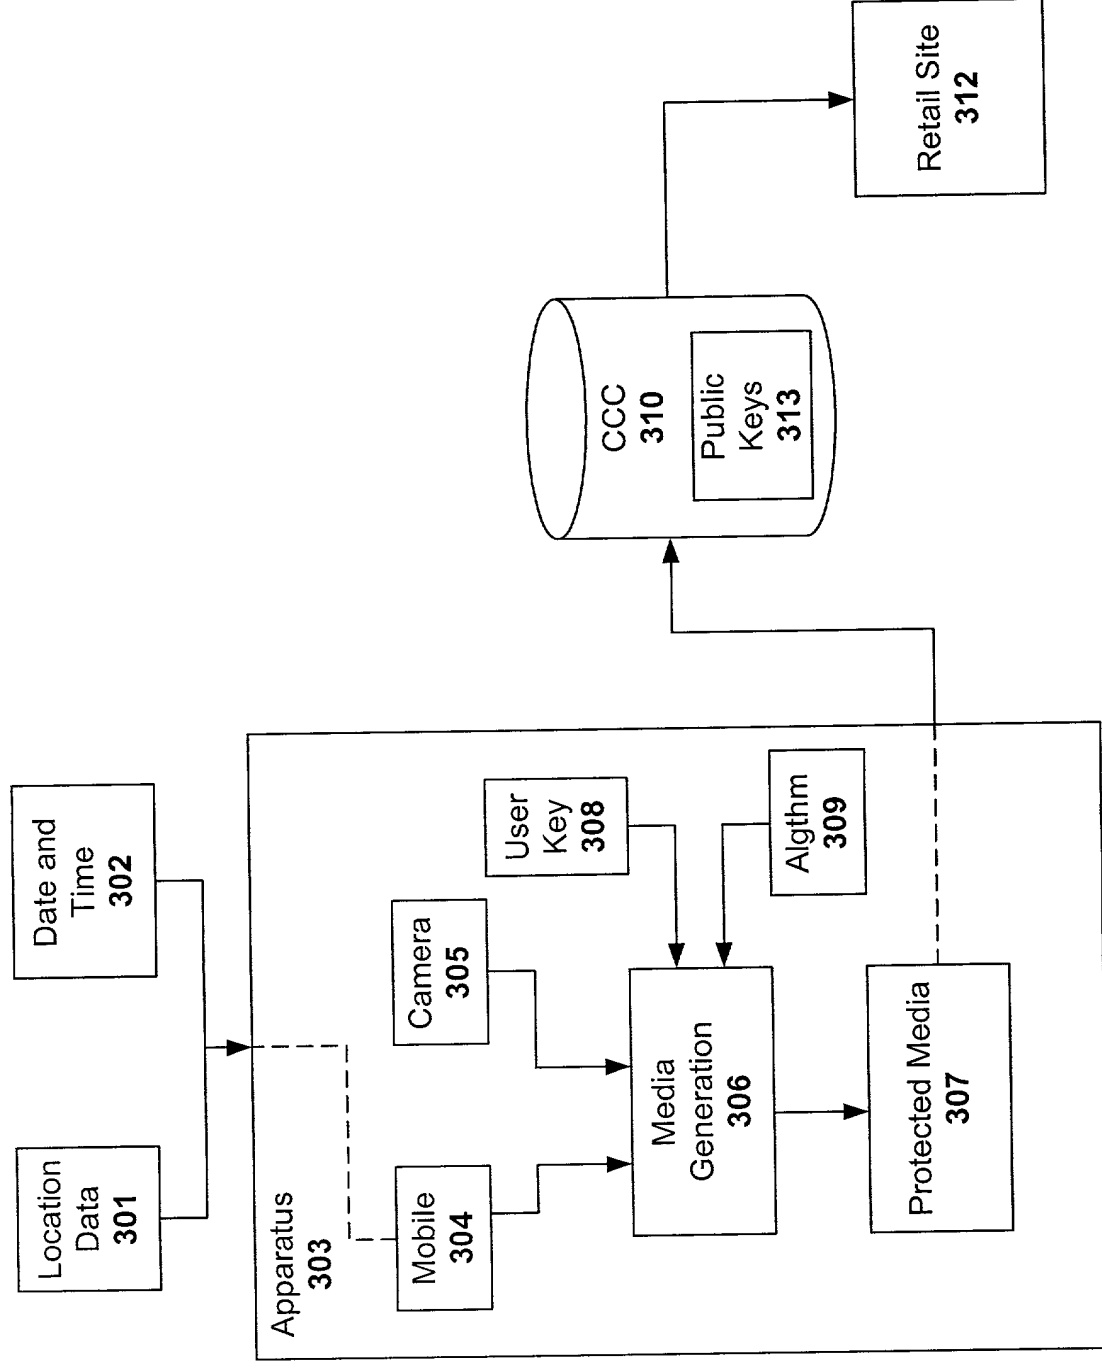 Location
Data
301
Date and
Time
302
Apparatus
303
Mobile
304
Camera
305
User
Key
308
Media
Generation
306
Algthm
309
Protected Media
307
CCC
310
Public
Keys
313
Retail Site
312